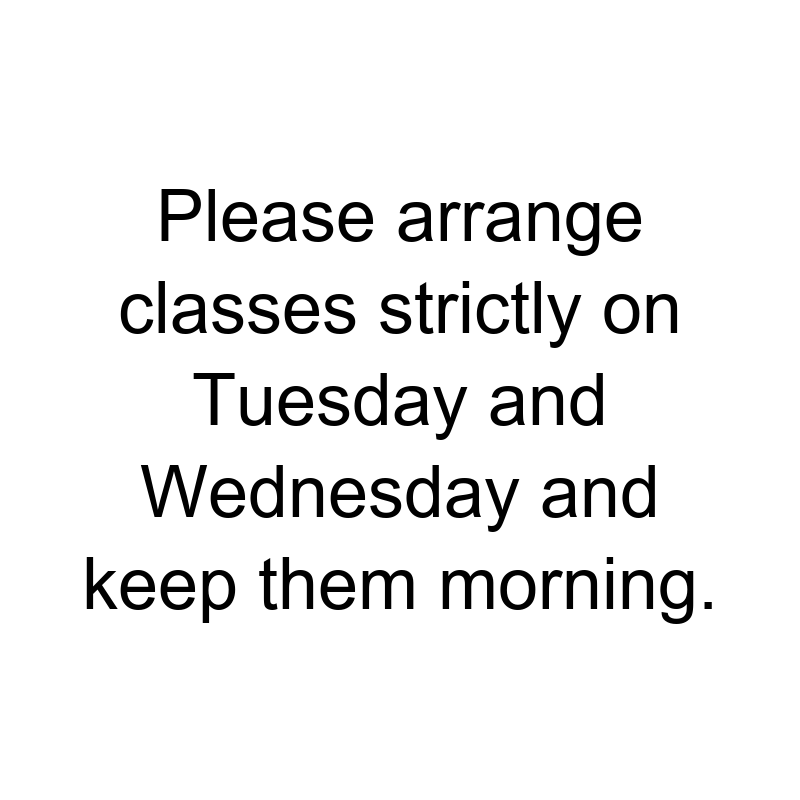 Please arrange
classes strictly on
Tuesday and
Wednesday and
keep them morning.